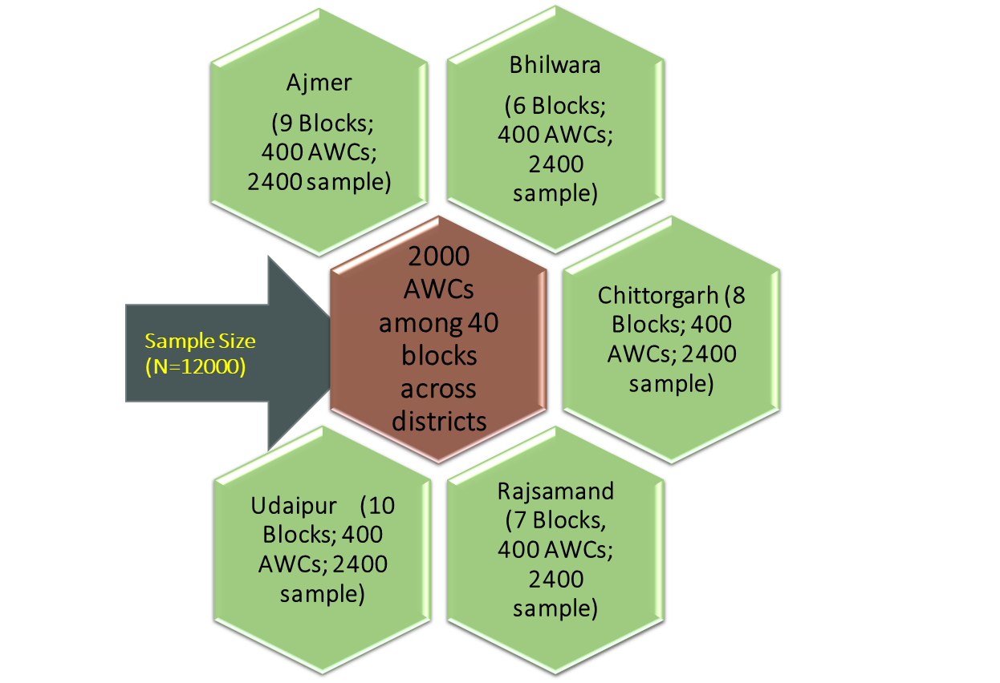 Ajmer
(9 Blocks;
400 AWCs;
2400 sample)
Bhilwara
(6 Blocks;
400 AWCs;
2400
sample)
2000
AWCs
among 40
blocks
across
districts
Sample Size
(N=12000)
Chittorgarh (8
Blocks; 400
AWCs; 2400
sample)
Udaipur (10
Blocks; 400
AWCs; 2400
sample)
Rajsamand
(7 Blocks,
400 AWCs;
2400
sample)